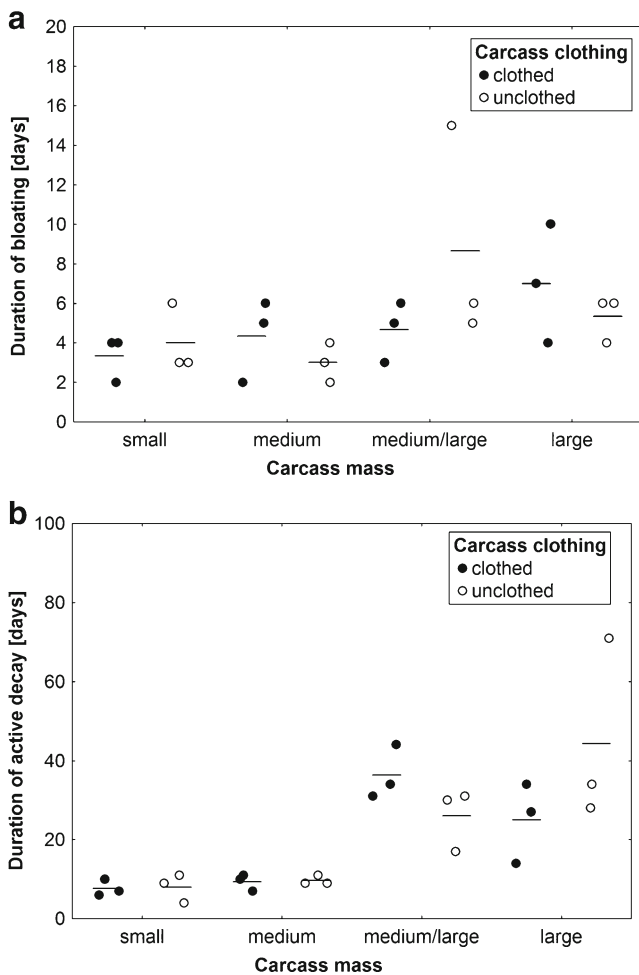 a
20
18
16
14
12
10
8
6
4
2
0
Duration of bloating [days]
Carcass clothing
clothed
unclothed
small medium medium/large large
Carcass mass
b
100
80
60
40
20
0
Duration of active decay [days]
Carcass clothing
clothed
unclothed
small medium medium/large large
Carcass mass